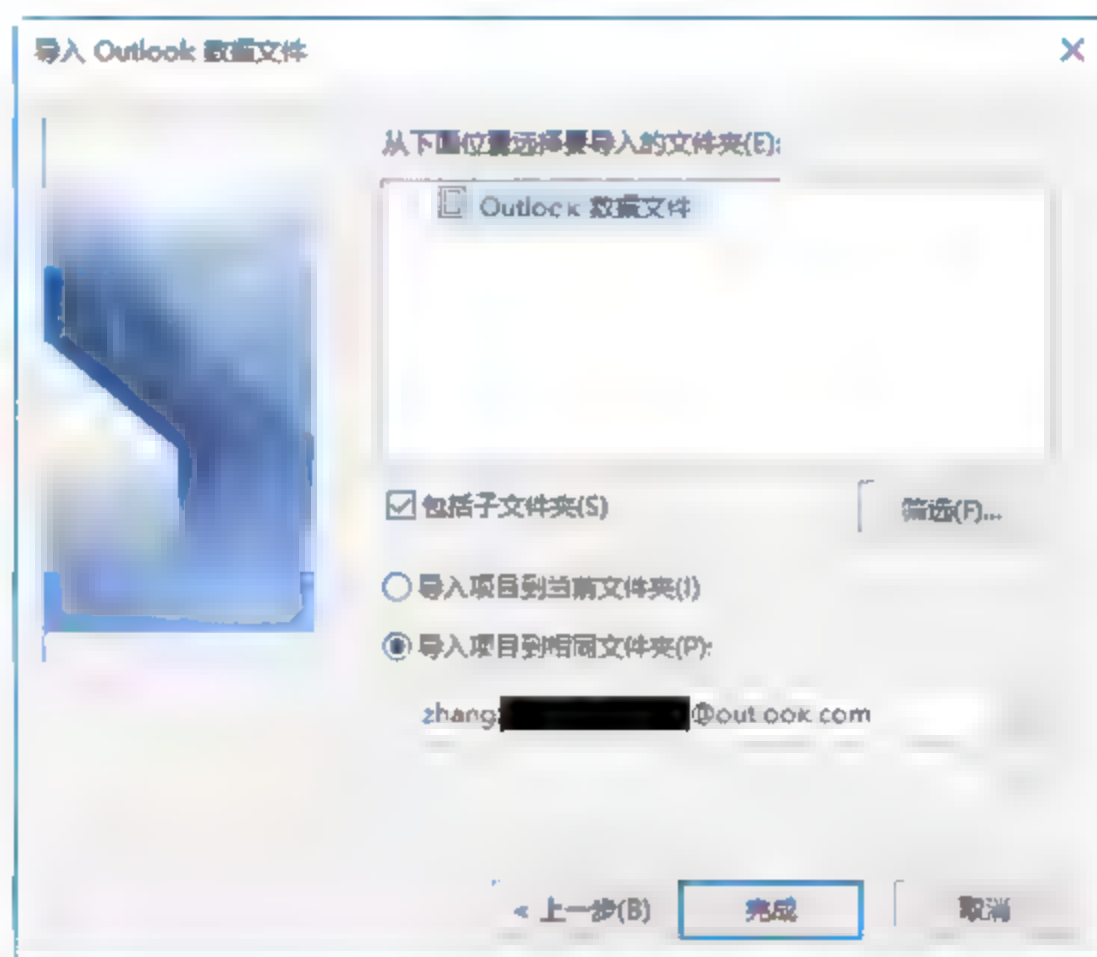 导入 Outlook 数据文件
从下面位置选择要导入的文件夹(E):
Outlook 数据文件
包括子文件夹(S)
筛选(F)...
导入项目到当前文件夹(I)
导入项目到相同文件夹(P):
zhang @outlook.com
< 上一步(B)
完成
取消